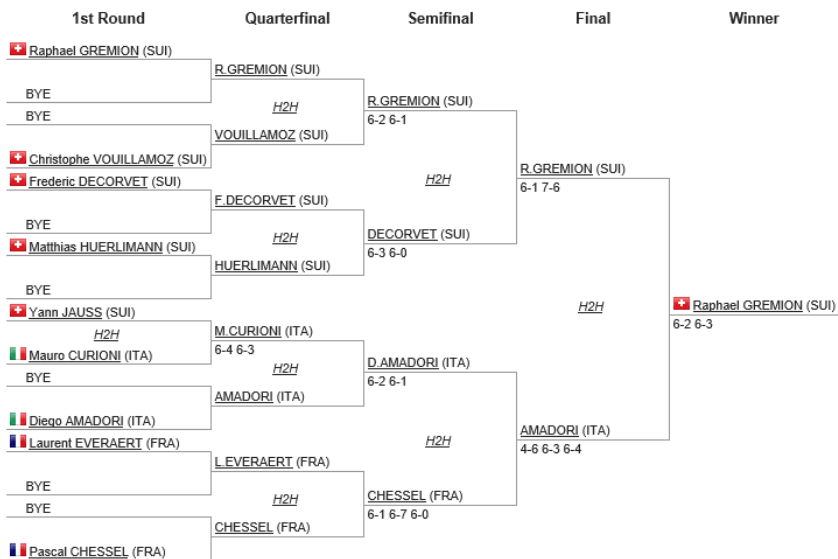 1st Round
Quarterfinal
Semifinal
Final
Winner
Raphael GREMION (SUI)
BYE
BYE
Christophe VOUILLAMOZ (SUI)
Frederic DECORVET (SUI)
BYE
Matthias HUERLIMANN (SUI)
BYE
Yann JAUSS (SUI)
H2H
Mauro CURIONI (ITA)
BYE
Diego AMADORI (ITA)
Laurent EVERAERT (FRA)
BYE
BYE
Pascal CHESSEL (FRA)
R.GREMION (SUI)
H2H
VOUILLAMOZ (SUI)
F.DECORVET (SUI)
H2H
HUERLIMANN (SUI)
M.CURIONI (ITA)
6-4 6-3
H2H
AMADORI (ITA)
L.EVERAERT (FRA)
H2H
CHESSEL (FRA)
R.GREMION (SUI)
6-2 6-1
H2H
DECORVET (SUI)
6-3 6-0
D.AMADORI (ITA)
6-2 6-1
H2H
CHESSEL (FRA)
6-1 6-7 6-0
R.GREMION (SUI)
6-1 7-6
H2H
AMADORI (ITA)
4-6 6-3 6-4
Raphael GREMION (SUI)
6-2 6-3